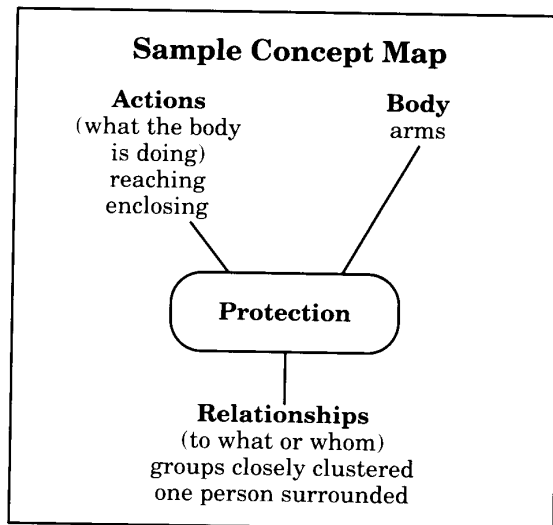 Sample Concept Map
Actions
(what the body
is doing)
reaching
enclosing
Body
arms
Protection
Relationships
(to what or whom)
groups closely clustered
one person surrounded